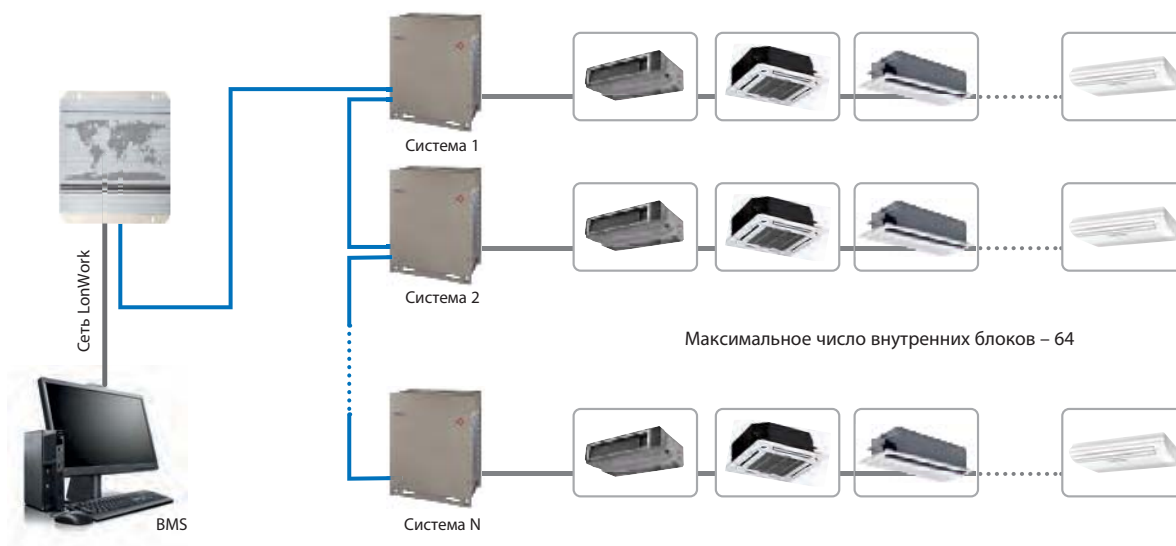 Система 1
Сеть LonWork
Система 2
Максимальное число внутренних блоков – 64
BMS
Система N